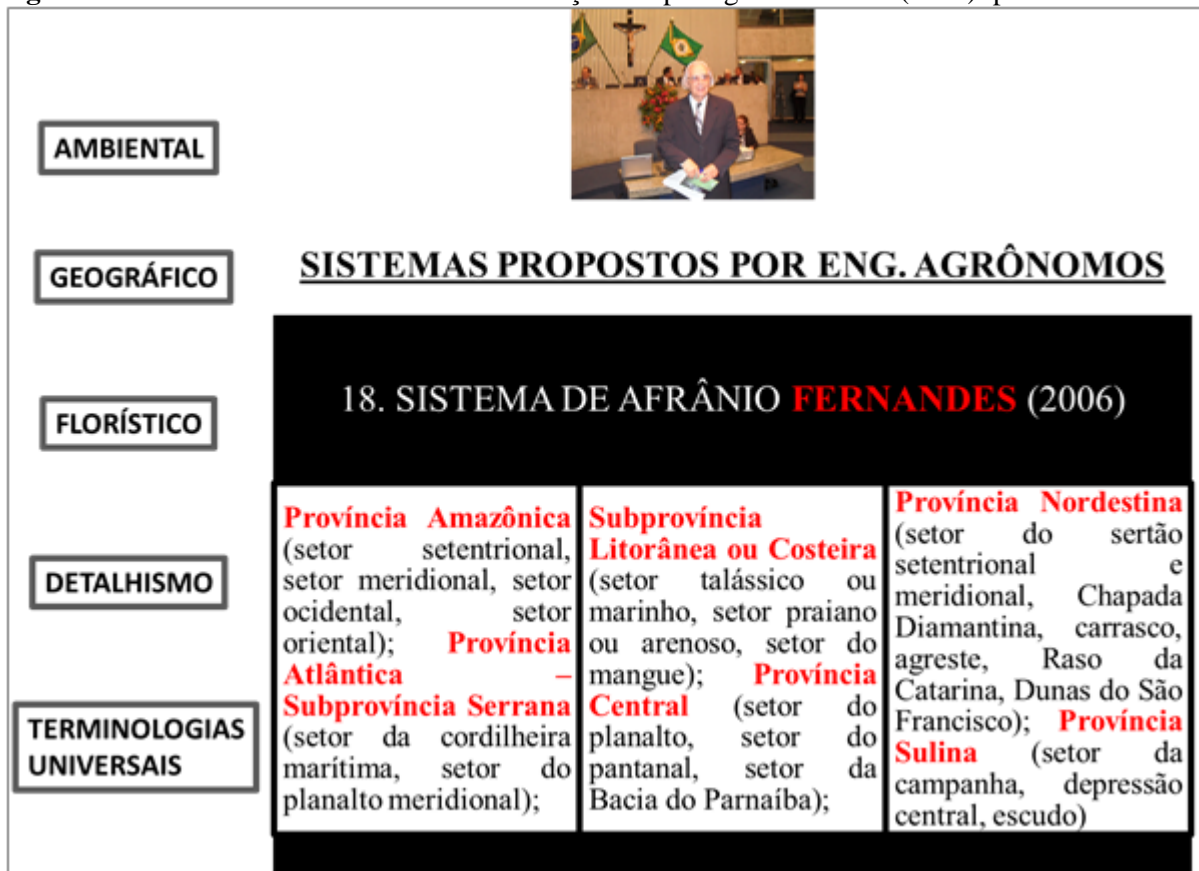 AMBIENTAL
GEOGRÁFICO
FLORÍSTICO
DETALHISMO
TERMINOLOGIAS
UNIVERSAIS
SISTEMAS PROPOSTOS POR ENG. AGRÔNOMOS
18. SISTEMA DE AFRÂNIO FERNANDES (2006)
Província Amazônica
(setor setentrional,
setor meridional, setor
ocidental, setor
oriental); Província
Atlântica –
Subprovíncia Serrana
(setor da cordilheira
marítima, setor do
planalto meridional);
Subprovíncia
Litorânea ou Costeira
(setor talássico ou
marinho, setor praiano
ou arenoso, setor do
mangue); Província
Central (setor do
planalto, setor do
pantanal, setor da
Bacia do Parnaíba);
Província Nordestina
(setor do sertão
setentrional e
meridional, Chapada
Diamantina, carrasco,
agreste, Raso da
Catarina, Dunas do São
Francisco); Província
Sulina (setor da
campanha, depressão
central, escudo)